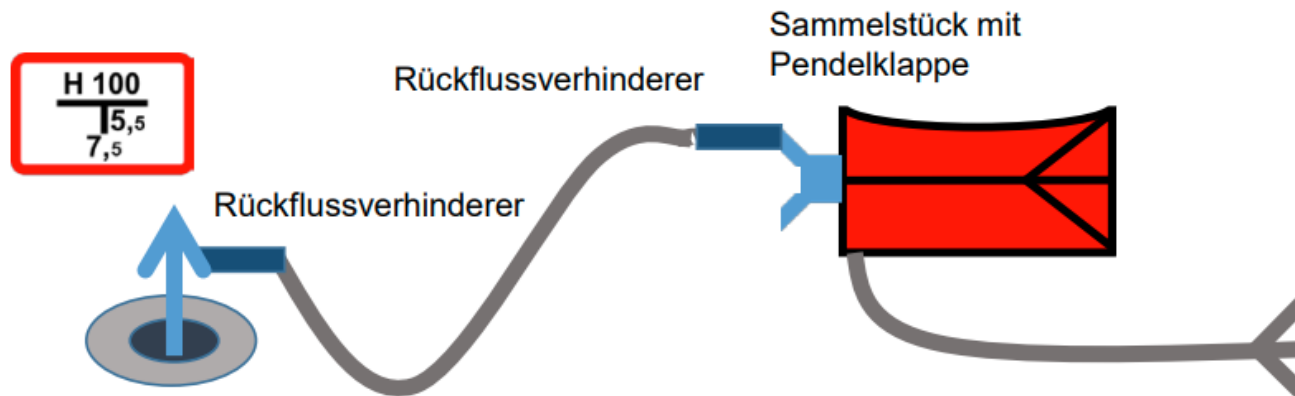 H 100
5,5
7,5
Rückflussverhinderer
Rückflussverhinderer
Sammelstück mit
Pendelklappe